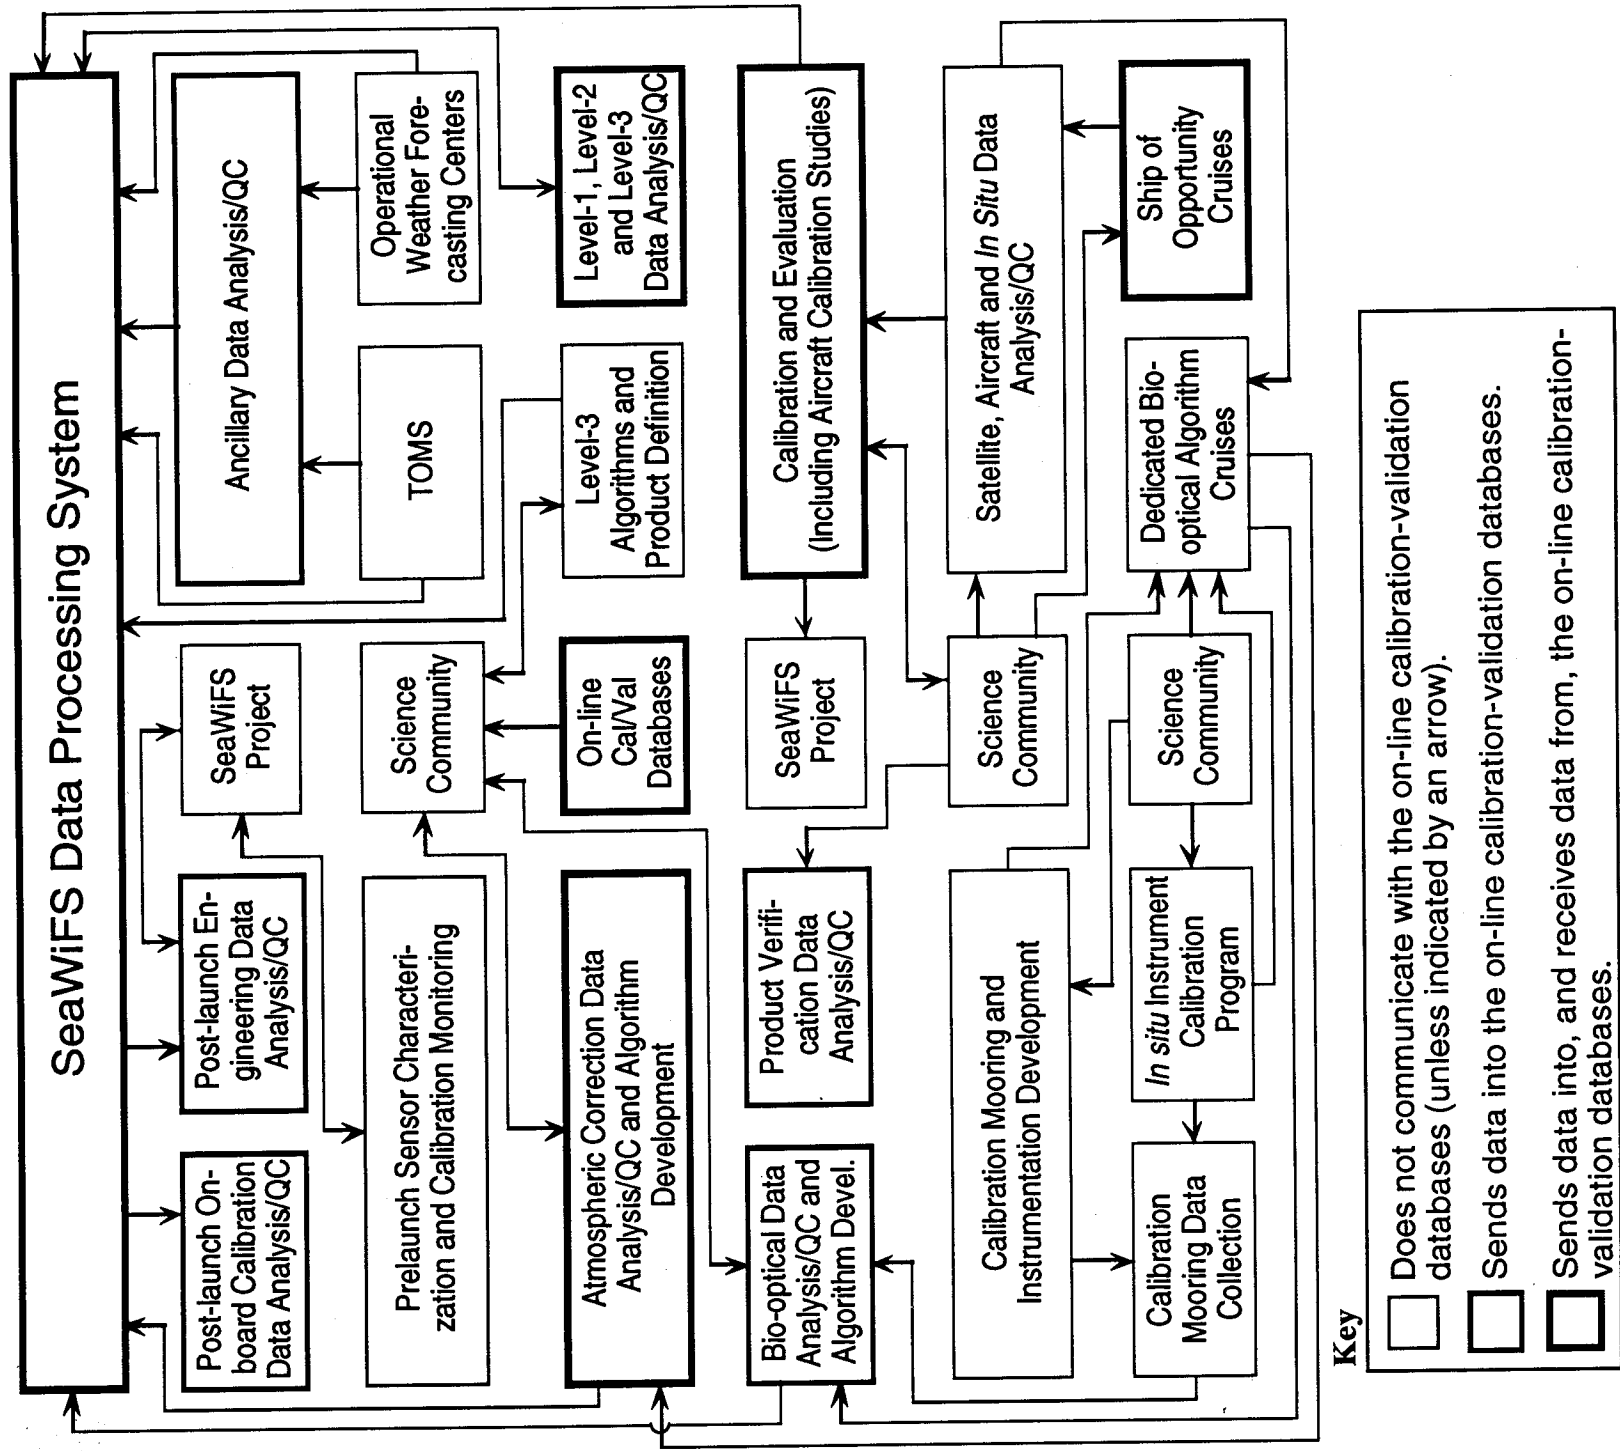 SeaWiFS Data Processing System
Post-launch On-
board Calibration
Data Analysis/QC
Post-launch En-
gineering Data
Analysis/QC
SeaWiFS
Project
Ancillary Data Analysis/QC
Prelaunch Sensor Characteri-
zation and Calibration Monitoring
Science
Community
TOMS
Operational
Weather Fore-
casting Centers
Atmospheric Correction Data
Analysis/QC and Algorithm
Development
On-line
Cal/Val
Databases
Level-3
Algorithms and
Product Definition
Level-1, Level-2
and Level-3
Data Analysis/QC
Bio-optical Data
Analysis/QC and
Algorithm Devel.
Product Verifi-
cation Data
Analysis/QC
SeaWiFS
Project
Calibration and Evaluation
(Including Aircraft Calibration Studies)
Calibration Mooring and
Instrumentation Development
Science
Community
Satellite, Aircraft and In Situ Data
Analysis/QC
Calibration
Mooring Data
Collection
In situ Instrument
Calibration
Program
Science
Community
Dedicated Bio-
optical Algorithm
Cruises
Ship of
Opportunity
Cruises
Key
Does not communicate with the on-line calibration-validation
databases (unless indicated by an arrow).
Sends data into the on-line calibration-validation databases.
Sends data into, and receives data from, the on-line calibration-
validation databases.